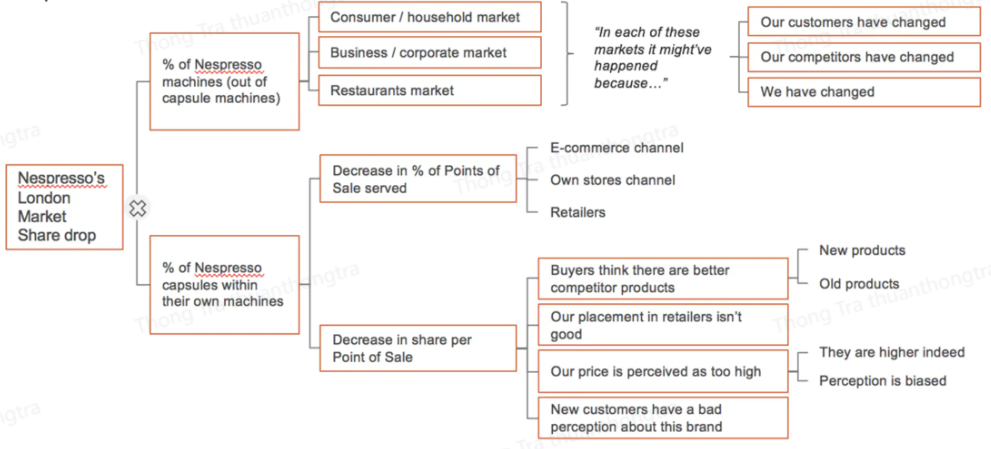 Consumer / household market
Business / corporate market
Restaurants market
% of Nespresso
machines (out of
capsule machines)
“In each of these
markets it might’ve
happened
because…”
Our customers have changed
Our competitors have changed
We have changed
Nespresso’s
London
Market
Share drop
% of Nespresso
capsules within
their own machines
Decrease in % of Points of
Sale served
E-commerce channel
Own stores channel
Retailers
Decrease in share per
Point of Sale
Buyers think there are better
competitor products
New products
Old products
Our placement in retailers isn’t
good
Our price is perceived as too high
They are higher indeed
Perception is biased
New customers have a bad
perception about this brand
Thong Tra thuanthongtra